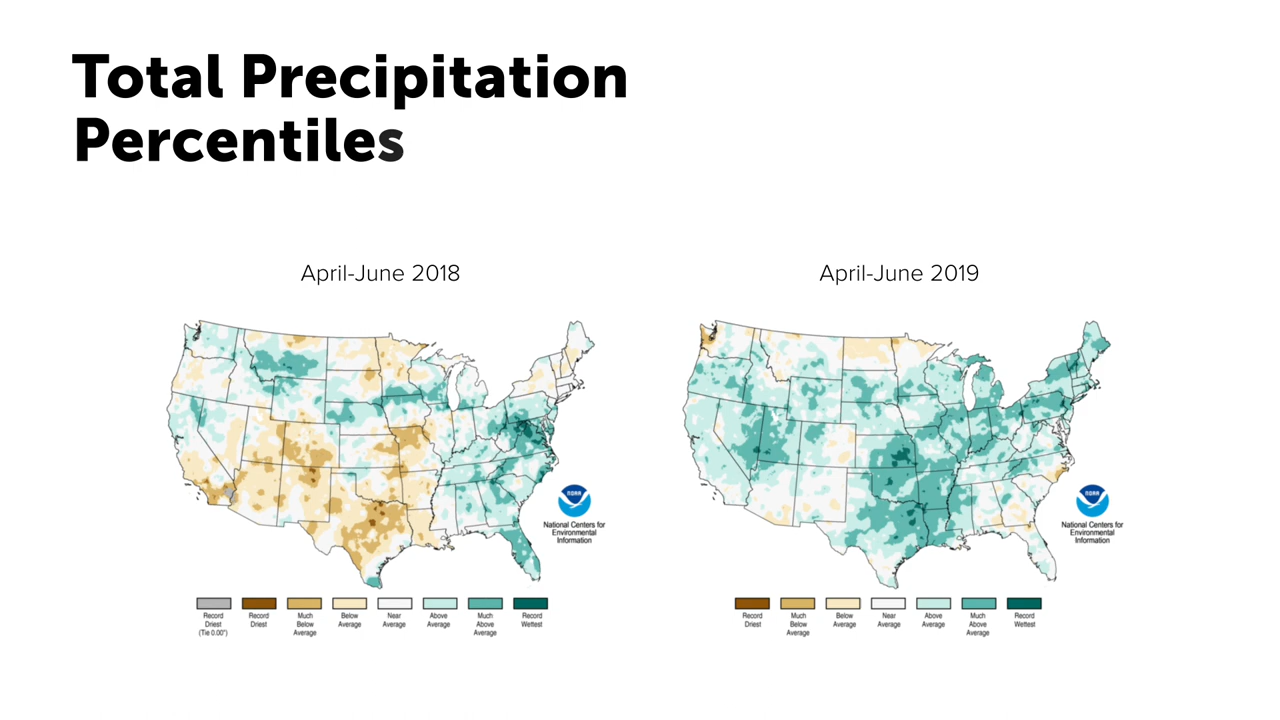 Total Precipitation
Percentiles
April-June 2018
April-June 2019
NOAA
National Centers for
Environmental
Information
NOAA
National Centers for
Environmental
Information
Record
Driest
(Tie 0.00")
Record
Driest
Much
Below
Average
Below
Average
Near
Average
Above
Average
Much
Above
Average
Record
Wettest
Record
Driest
Much
Below
Average
Below
Average
Near
Average
Above
Average
Much
Above
Average
Record
Wettest